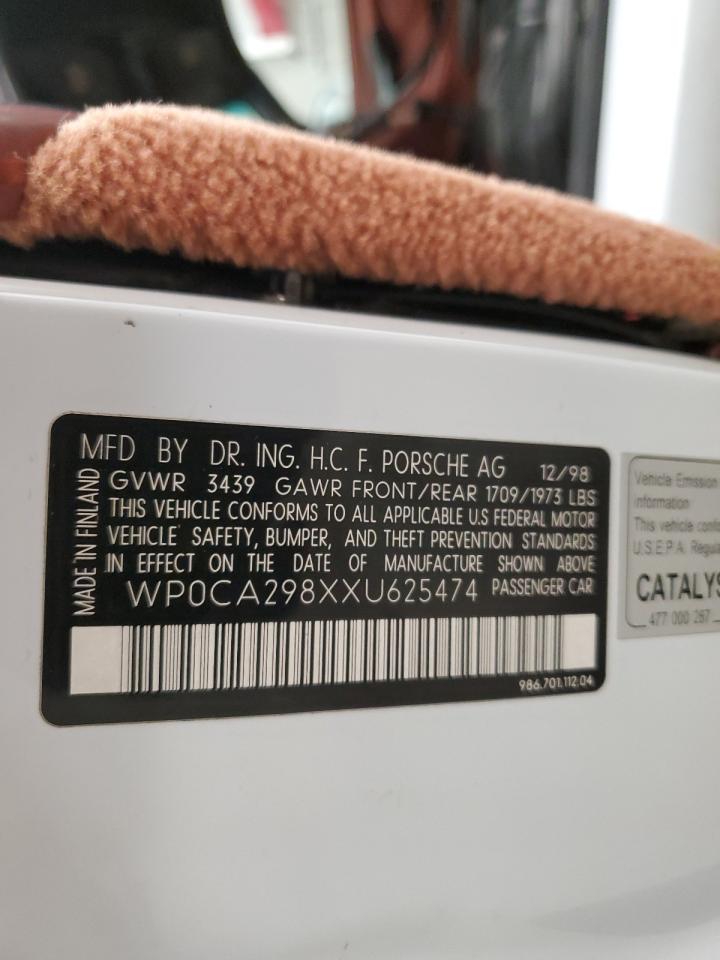 MFD BY DR. ING. H.C. F. PORSCHE AG 12/98
GVWR 3439 GAWR FRONT/REAR 1709/1973 LBS
THIS VEHICLE CONFORMS TO ALL APPLICABLE U.S FEDERAL MOTOR
VEHICLE SAFETY, BUMPER, AND THEFT PREVENTION STANDARDS
IN EFFECT ON THE DATE OF MANUFACTURE SHOWN ABOVE
WP0CA298XXU625474 PASSENGER CAR
MADE IN FINLAND
986.701.112.04
Vehicle Emission
information
This vehicle
U.S.E.P.A.
477 000 267